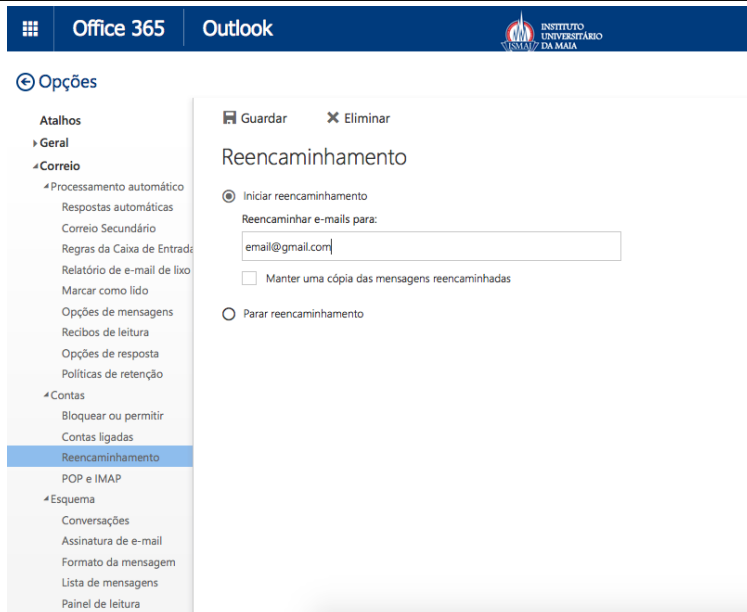 Office 365
Outlook
INSTITUTO
UNIVERSITÁRIO
DA MAIA
ISMAI
Opções
Atalhos
Geral
Correio
Processamento automático
Respostas automáticas
Correio Secundário
Regras da Caixa de Entrada
Relatório de e-mail de lixo
Marcar como lido
Opções de mensagens
Recibos de leitura
Opções de resposta
Políticas de retenção
Contas
Bloquear ou permitir
Contas ligadas
Reencaminhamento
POP e IMAP
Esquema
Conversações
Assinatura de e-mail
Formato da mensagem
Lista de mensagens
Painel de leitura
Guardar
Eliminar
Reencaminhamento
Iniciar reencaminhamento
Reencaminhar e-mails para:
email@gmail.com
Manter uma cópia das mensagens reencaminhadas
Parar reencaminhamento